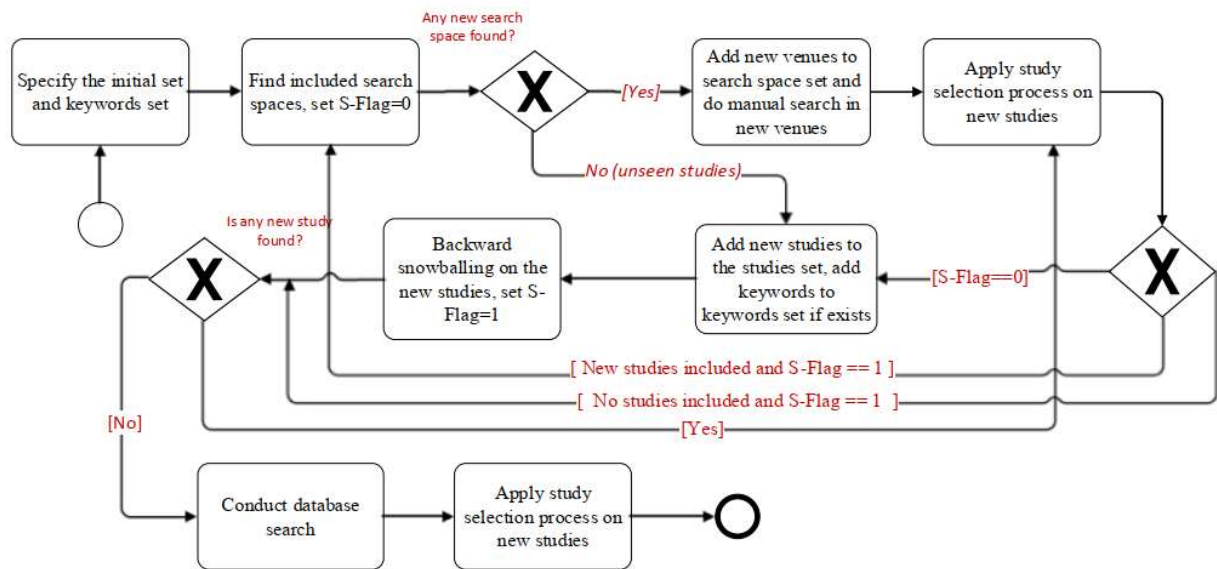 Any new search
space found?
Specify the initial set
and keywords set
Find included search
spaces, set S-Flag=0
X
[Yes]
Add new venues to
search space set and
do manual search in
new venues
Apply study
selection process on
new studies
No (unseen studies)
Is any new study
found?
X
Backward
snowballing on the
new studies, set S-
Flag=1
Add new studies to
the studies set, add
keywords to
keywords set if exists
[S-Flag==0]
X
[ New studies included and S-Flag == 1 ]
[ No studies included and S-Flag == 1 ]
[No]
[Yes]
Conduct database
search
Apply study
selection process on
new studies